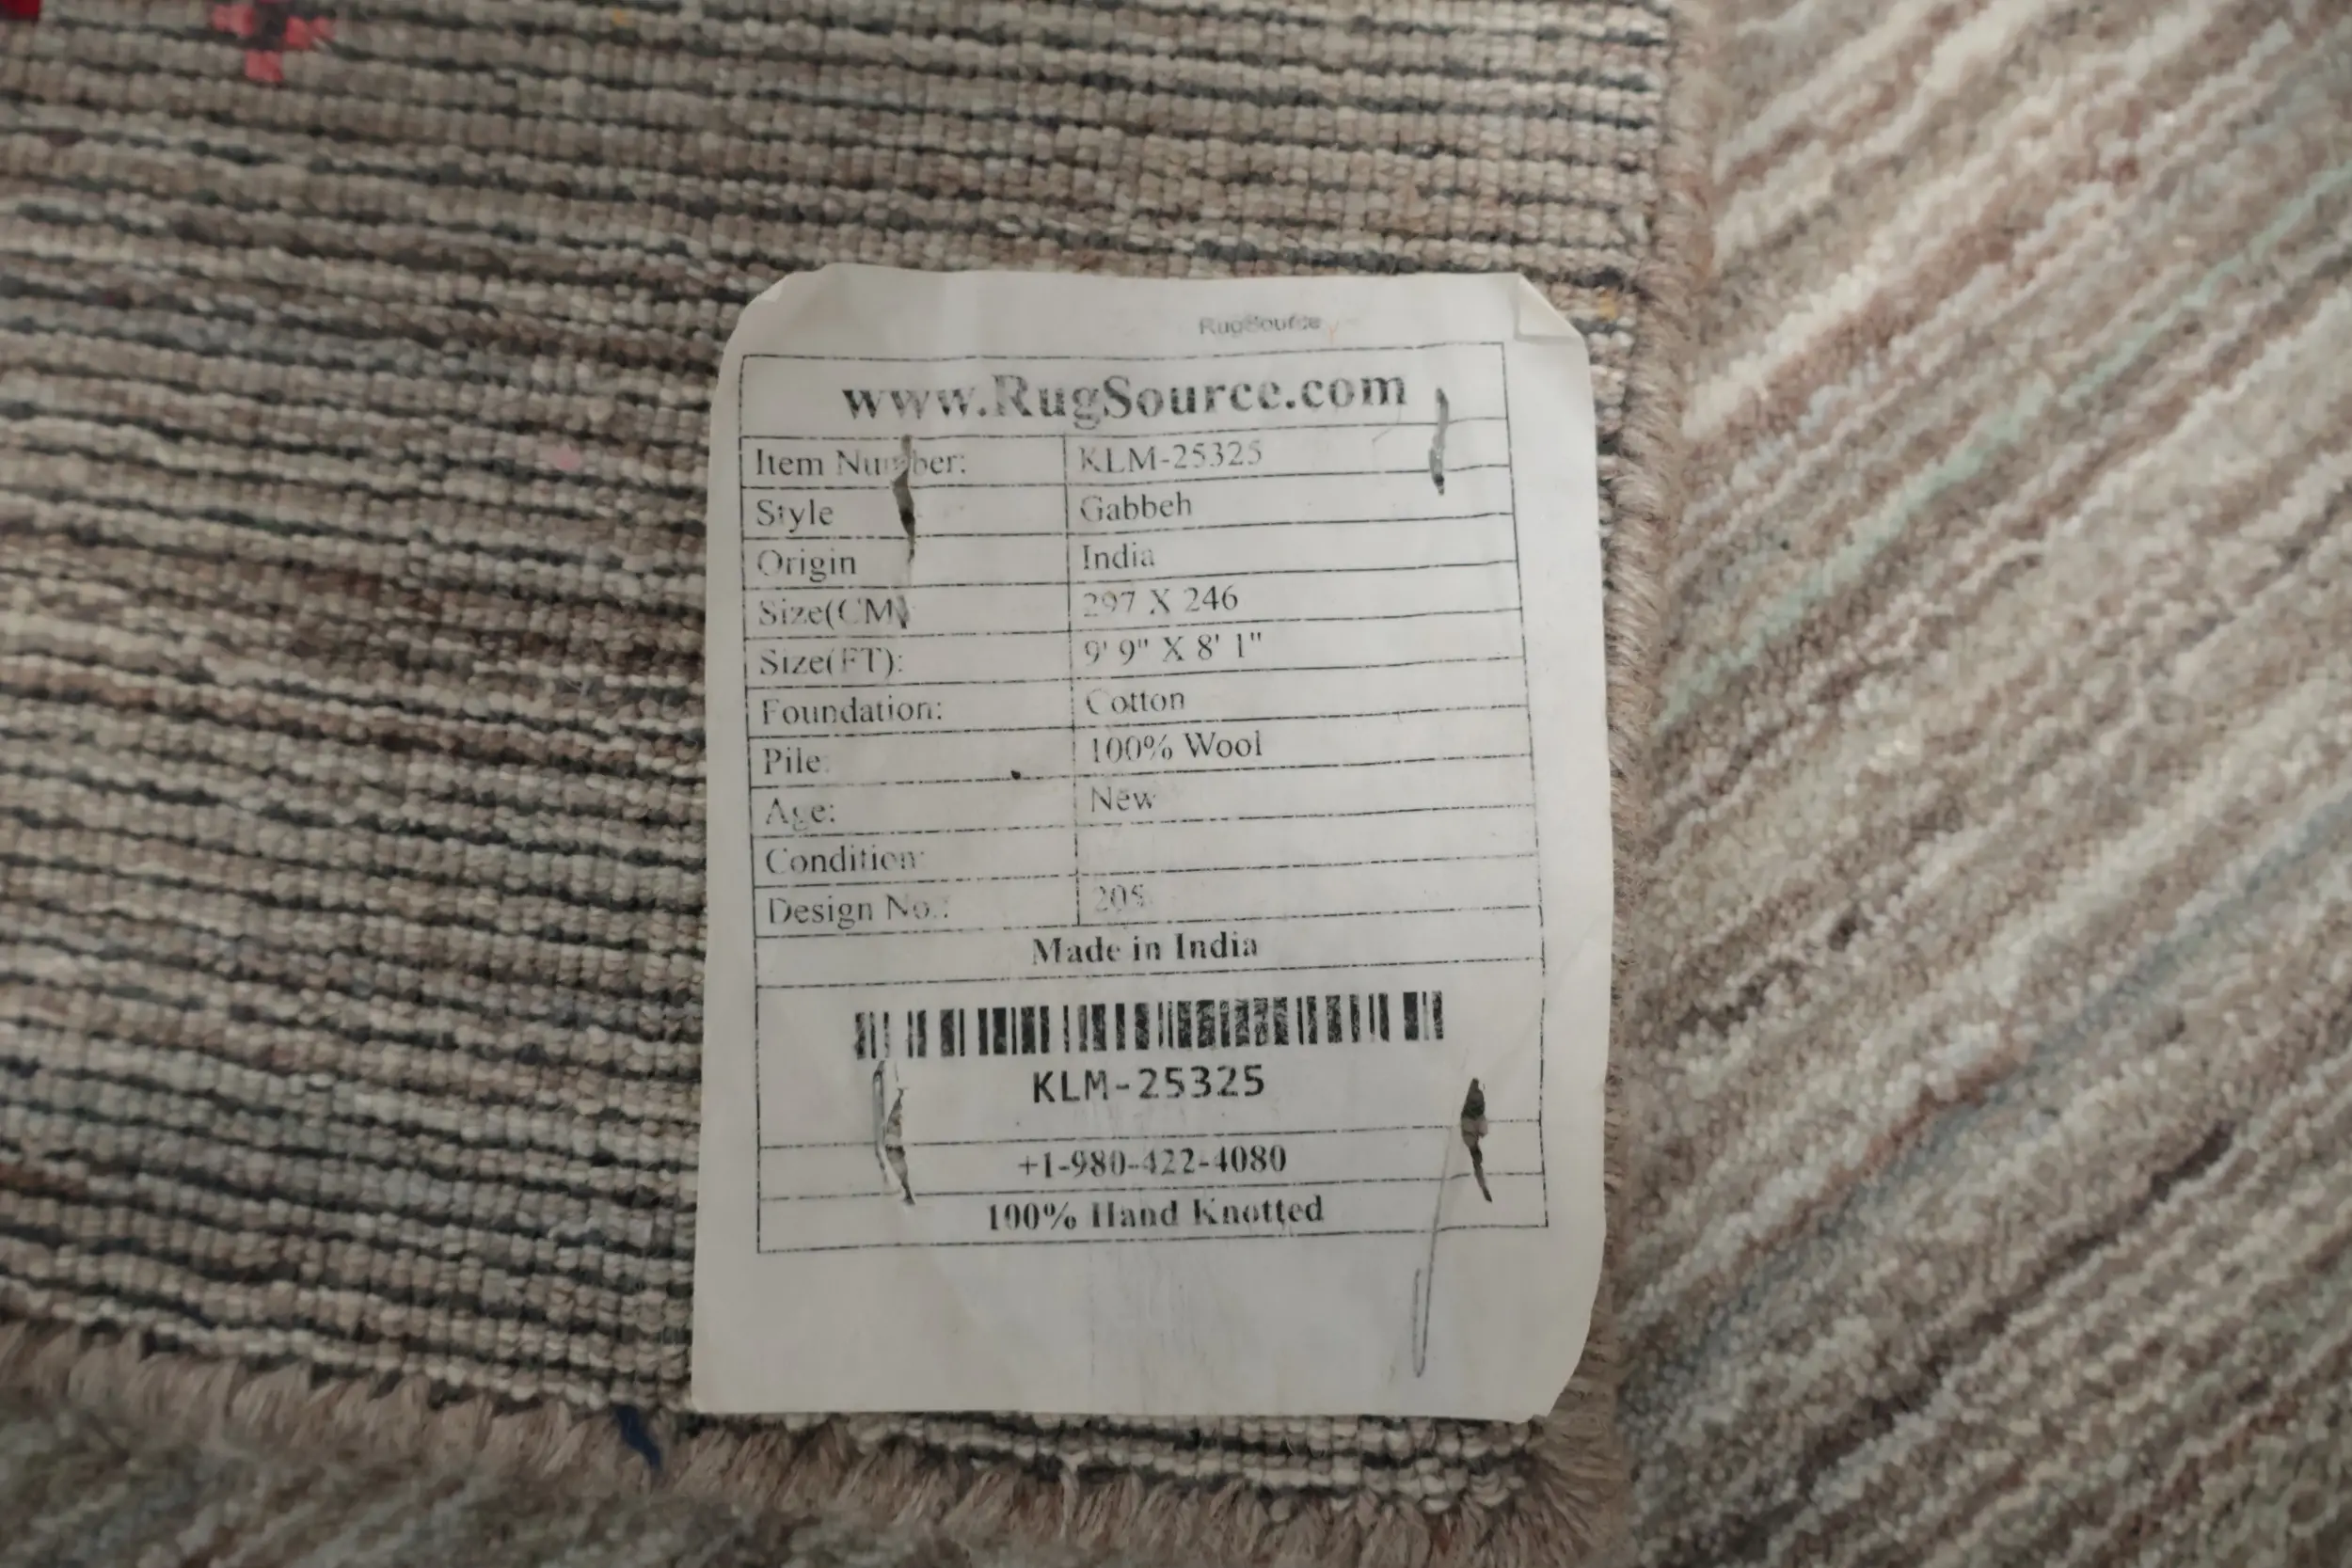 RugSource
www.RugSource.com
Item Number: KLM-25325
Style Gabbeh
Origin India
Size(CM) 297 X 246
Size(FT): 9' 9" X 8' 1"
Foundation: Cotton
Pile: 100% Wool
Age: New
Condition:
Design No.: 205
Made in India
KLM-25325
+1-980-422-4080
100% Hand Knotted